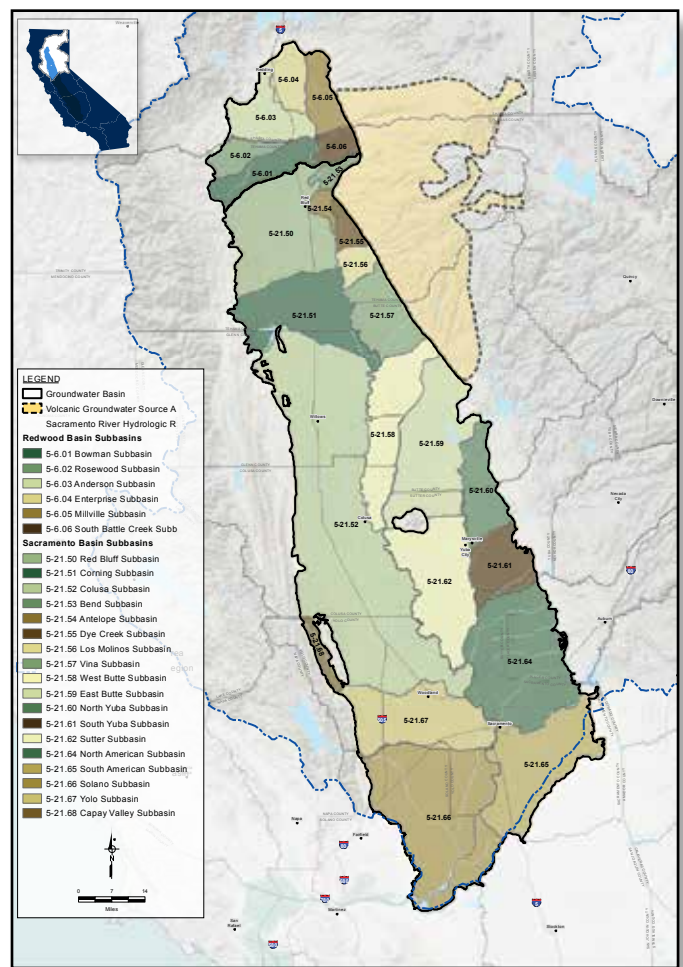 5-6.04
5-6.05
5-6.03
5-6.06
5-6.02
5-6.01
5-21.53
Red
Bluff
5-21.54
5-21.50
5-21.55
5-21.56
5-21.51
5-21.57
Quincy
LEGEND
Groundwater Basin
Volcanic Groundwater Source A
Sacramento River Hydrologic R
Redwood Basin Subbasins
5-6.01 Bowman Subbasin
5-6.02 Rosewood Subbasin
5-6.03 Anderson Subbasin
5-6.04 Enterprise Subbasin
5-6.05 Millville Subbasin
5-6.06 South Battle Creek Subb
Sacramento Basin Subbasins
5-21.50 Red Bluff Subbasin
5-21.51 Corning Subbasin
5-21.52 Colusa Subbasin
5-21.53 Bend Subbasin
5-21.54 Antelope Subbasin
5-21.55 Dye Creek Subbasin
5-21.56 Los Molinos Subbasin
5-21.57 Vina Subbasin
5-21.58 West Butte Subbasin
5-21.59 East Butte Subbasin
5-21.60 North Yuba Subbasin
5-21.61 South Yuba Subbasin
5-21.62 Sutter Subbasin
5-21.64 North American Subbasin
5-21.65 South American Subbasin
5-21.66 Solano Subbasin
5-21.67 Yolo Subbasin
5-21.68 Capay Valley Subbasin
N
0 7 14
Miles
Downieville
Willows
5-21.58
5-21.59
5-21.60
Nevada
City
Colusa
5-21.52
Marysville
Yuba
City
5-21.61
5-21.62
Auburn
5-21.68
5-21.64
Woodland
5-21.67
Sacramento
5-21.65
5-21.66
Napa
Fairfield
Martinez
San
Rafael
Stockton